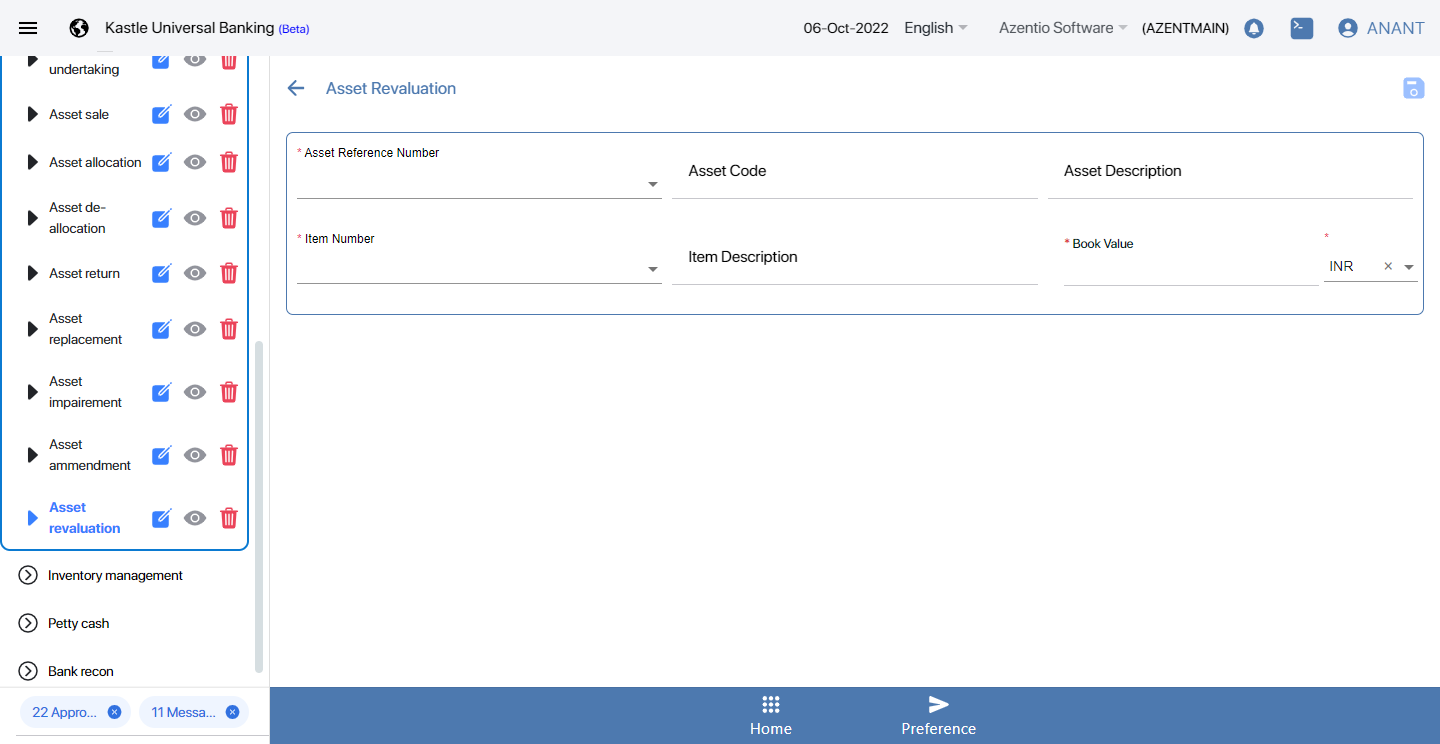 Kastle Universal Banking (Beta)
06-Oct-2022
English
Azentio Software
(AZENTMAIN)
ANANT
undertaking
Asset sale
Asset allocation
Asset de-
allocation
Asset return
Asset
replacement
Asset
impairement
Asset
ammendment
Asset
revaluation
Inventory management
Petty cash
Bank recon
22 Appro...
11 Messa...
Asset Revaluation
* Asset Reference Number
Asset Code
Asset Description
* Item Number
Item Description
* Book Value
*
INR
Home
Preference